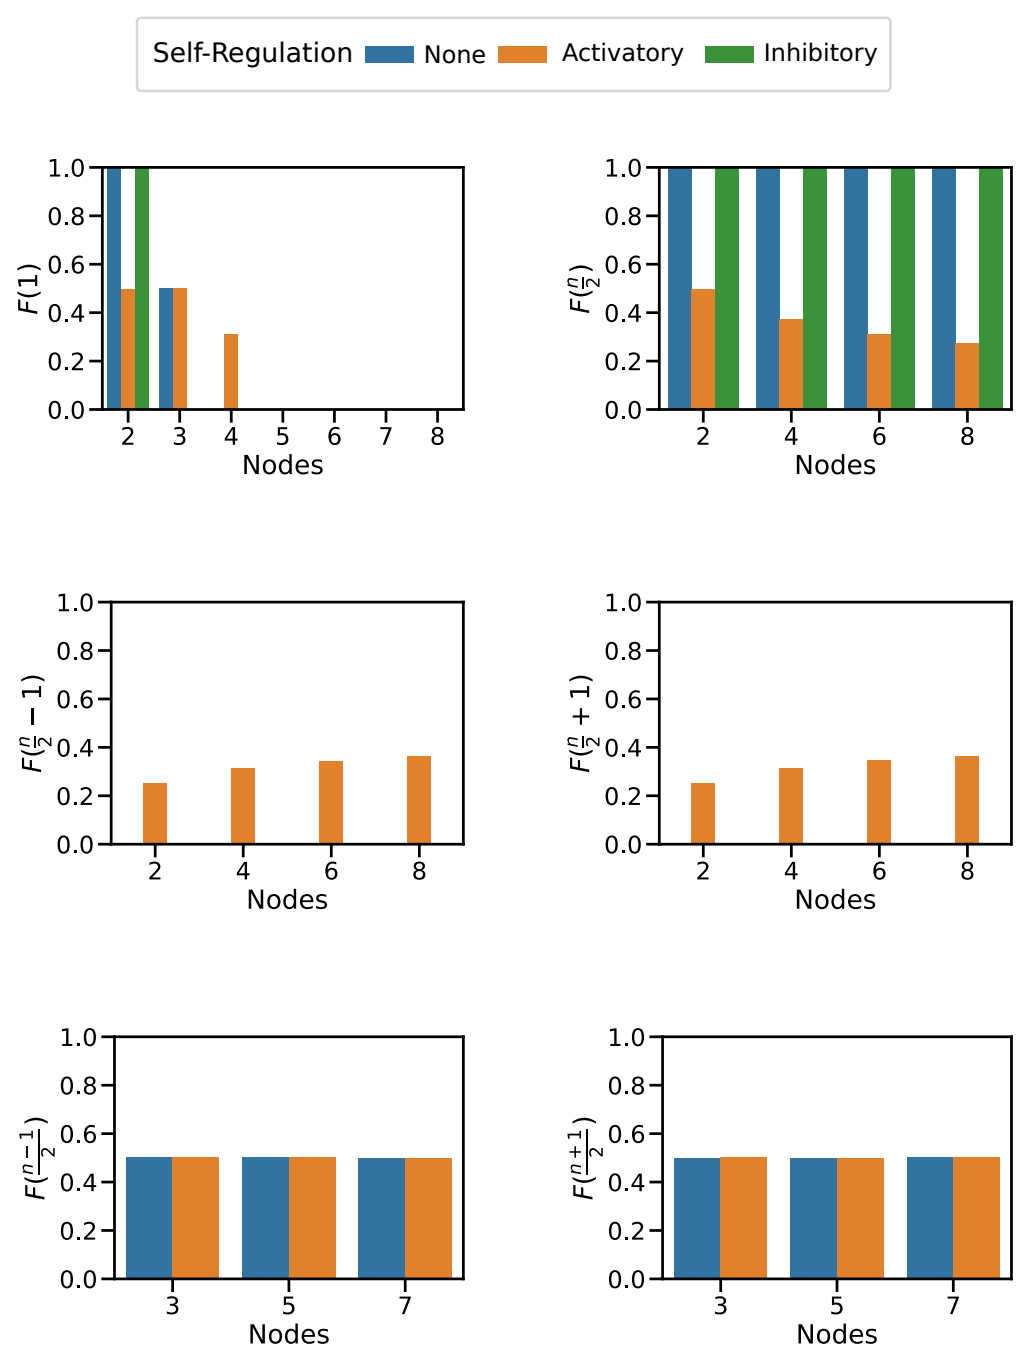 Self-Regulation None Activatory Inhibitory
1.0
0.8
0.6
0.4
0.2
0.0
F(1)
2 3 4 5 6 7 8
Nodes
1.0
0.8
0.6
0.4
0.2
0.0
F(n/2)
2 4 6 8
Nodes
1.0
0.8
0.6
0.4
0.2
0.0
F(n/2 − 1)
2 4 6 8
Nodes
1.0
0.8
0.6
0.4
0.2
0.0
F(n/2 + 1)
2 4 6 8
Nodes
1.0
0.8
0.6
0.4
0.2
0.0
F((n−1)/2)
3 5 7
Nodes
1.0
0.8
0.6
0.4
0.2
0.0
F((n+1)/2)
3 5 7
Nodes